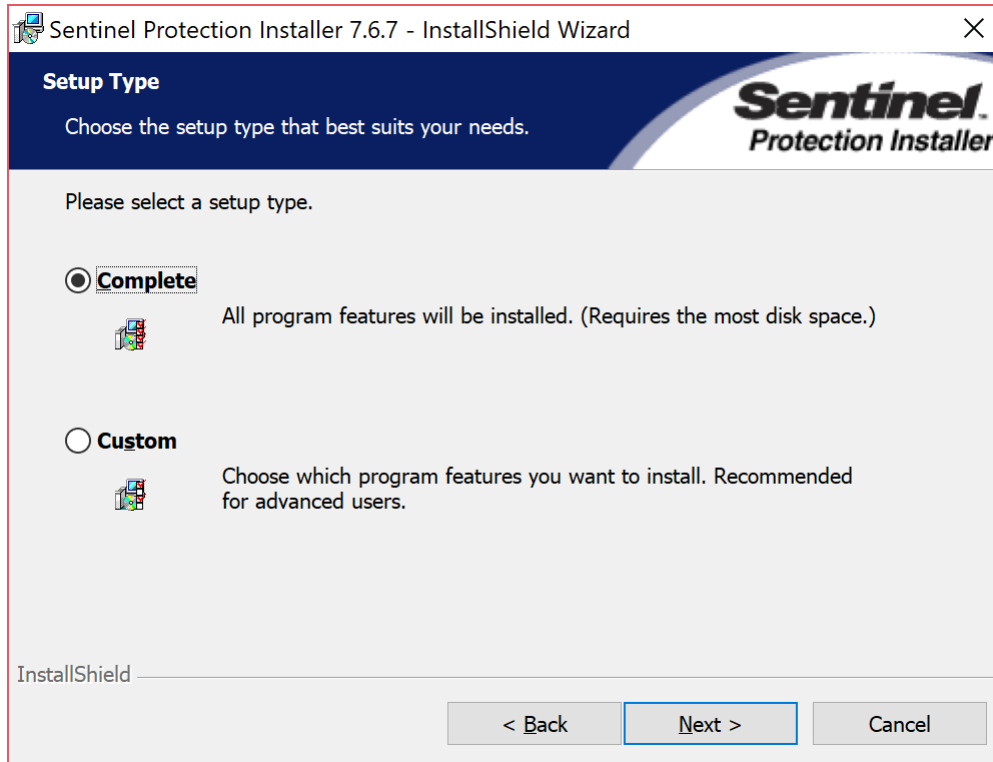 Sentinel Protection Installer 7.6.7 - InstallShield Wizard
Setup Type
Choose the setup type that best suits your needs.
Sentinel.
Protection Installer
Please select a setup type.
Complete
All program features will be installed. (Requires the most disk space.)
Custom
Choose which program features you want to install. Recommended
for advanced users.
InstallShield
< Back
Next >
Cancel